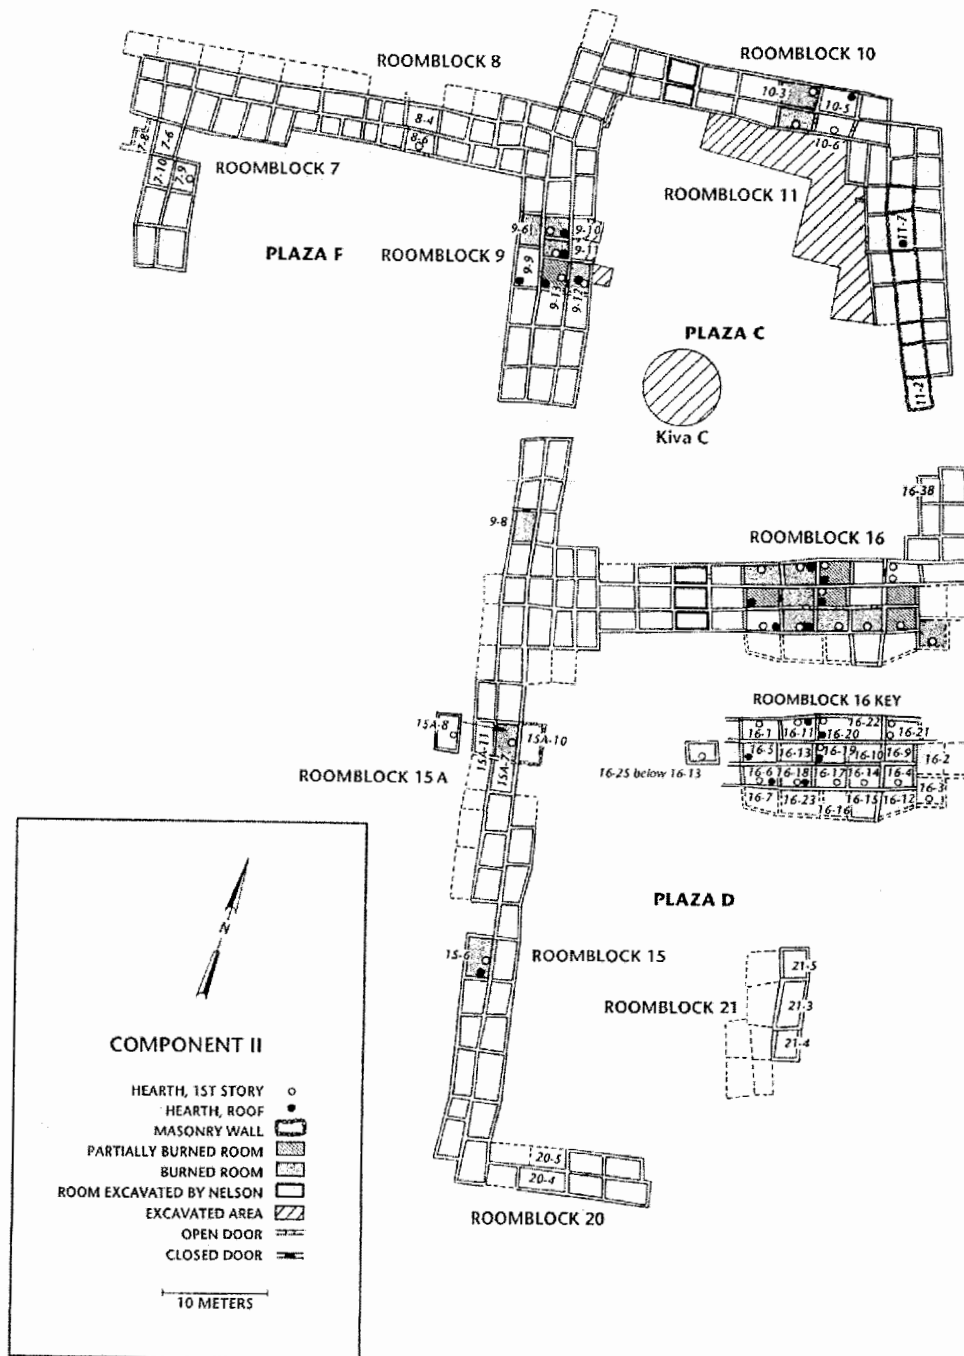 ROOMBLOCK 8
ROOMBLOCK 10
10-3
10-5
8-4
7-8
7-6
8-6
10-6
7-10
7-9
ROOMBLOCK 7
ROOMBLOCK 11
9-6
9-10
11-7
PLAZA F
ROOMBLOCK 9
9-11
9-9
9-13
9-12
PLAZA C
11-2
Kiva C
16-38
9-8
ROOMBLOCK 16
ROOMBLOCK 16 KEY
15A-8
15A-11
15A-7
15A-10
16-1
16-11
16-20
16-22
16-21
16-5
16-13
16-19
16-10
16-9
16-2
ROOMBLOCK 15 A
16-25 below 16-13
16-6
16-18
16-17
16-14
16-4
16-3
16-7
16-23
16-16
16-15
16-12
PLAZA D
15-6
ROOMBLOCK 15
21-5
ROOMBLOCK 21
21-3
21-4
N
COMPONENT II
HEARTH, 1ST STORY
HEARTH, ROOF
MASONRY WALL
PARTIALLY BURNED ROOM
BURNED ROOM
ROOM EXCAVATED BY NELSON
EXCAVATED AREA
OPEN DOOR
CLOSED DOOR
10 METERS
20-5
20-4
ROOMBLOCK 20